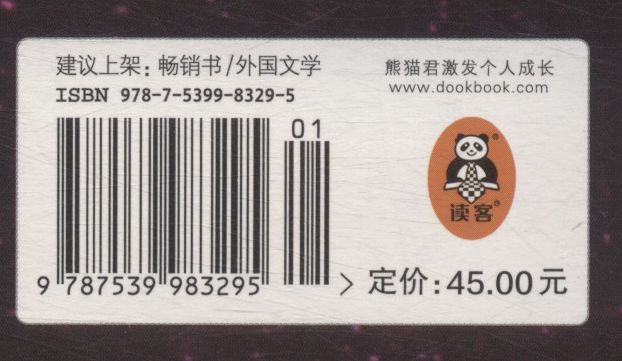 建议上架：畅销书/外国文学
ISBN 978-7-5399-8329-5
01
9 787539 983295 >
熊猫君激发个人成长
www.dookbook.com
®
读客®
定价：45.00元